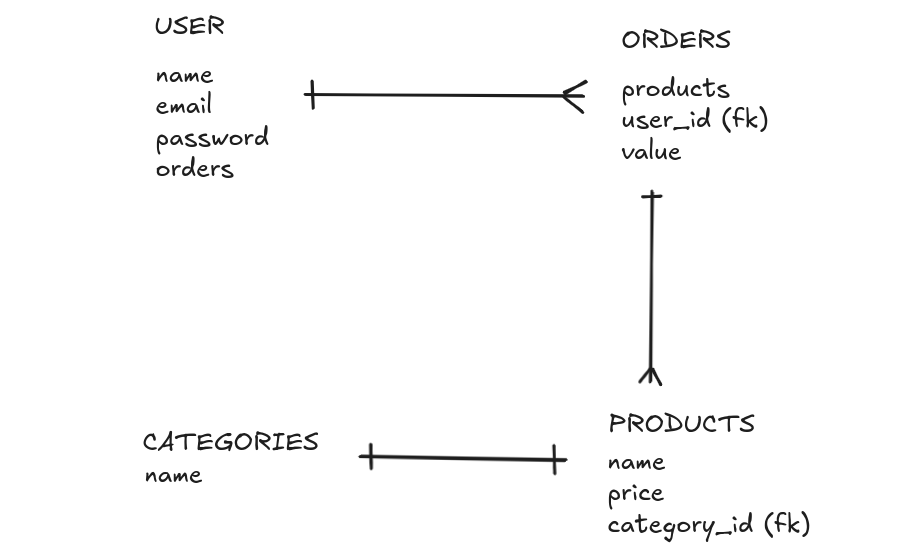 USER
name
email
password
orders
ORDERS
products
user_id (fk)
value
CATEGORIES
name
PRODUCTS
name
price
category_id (fk)